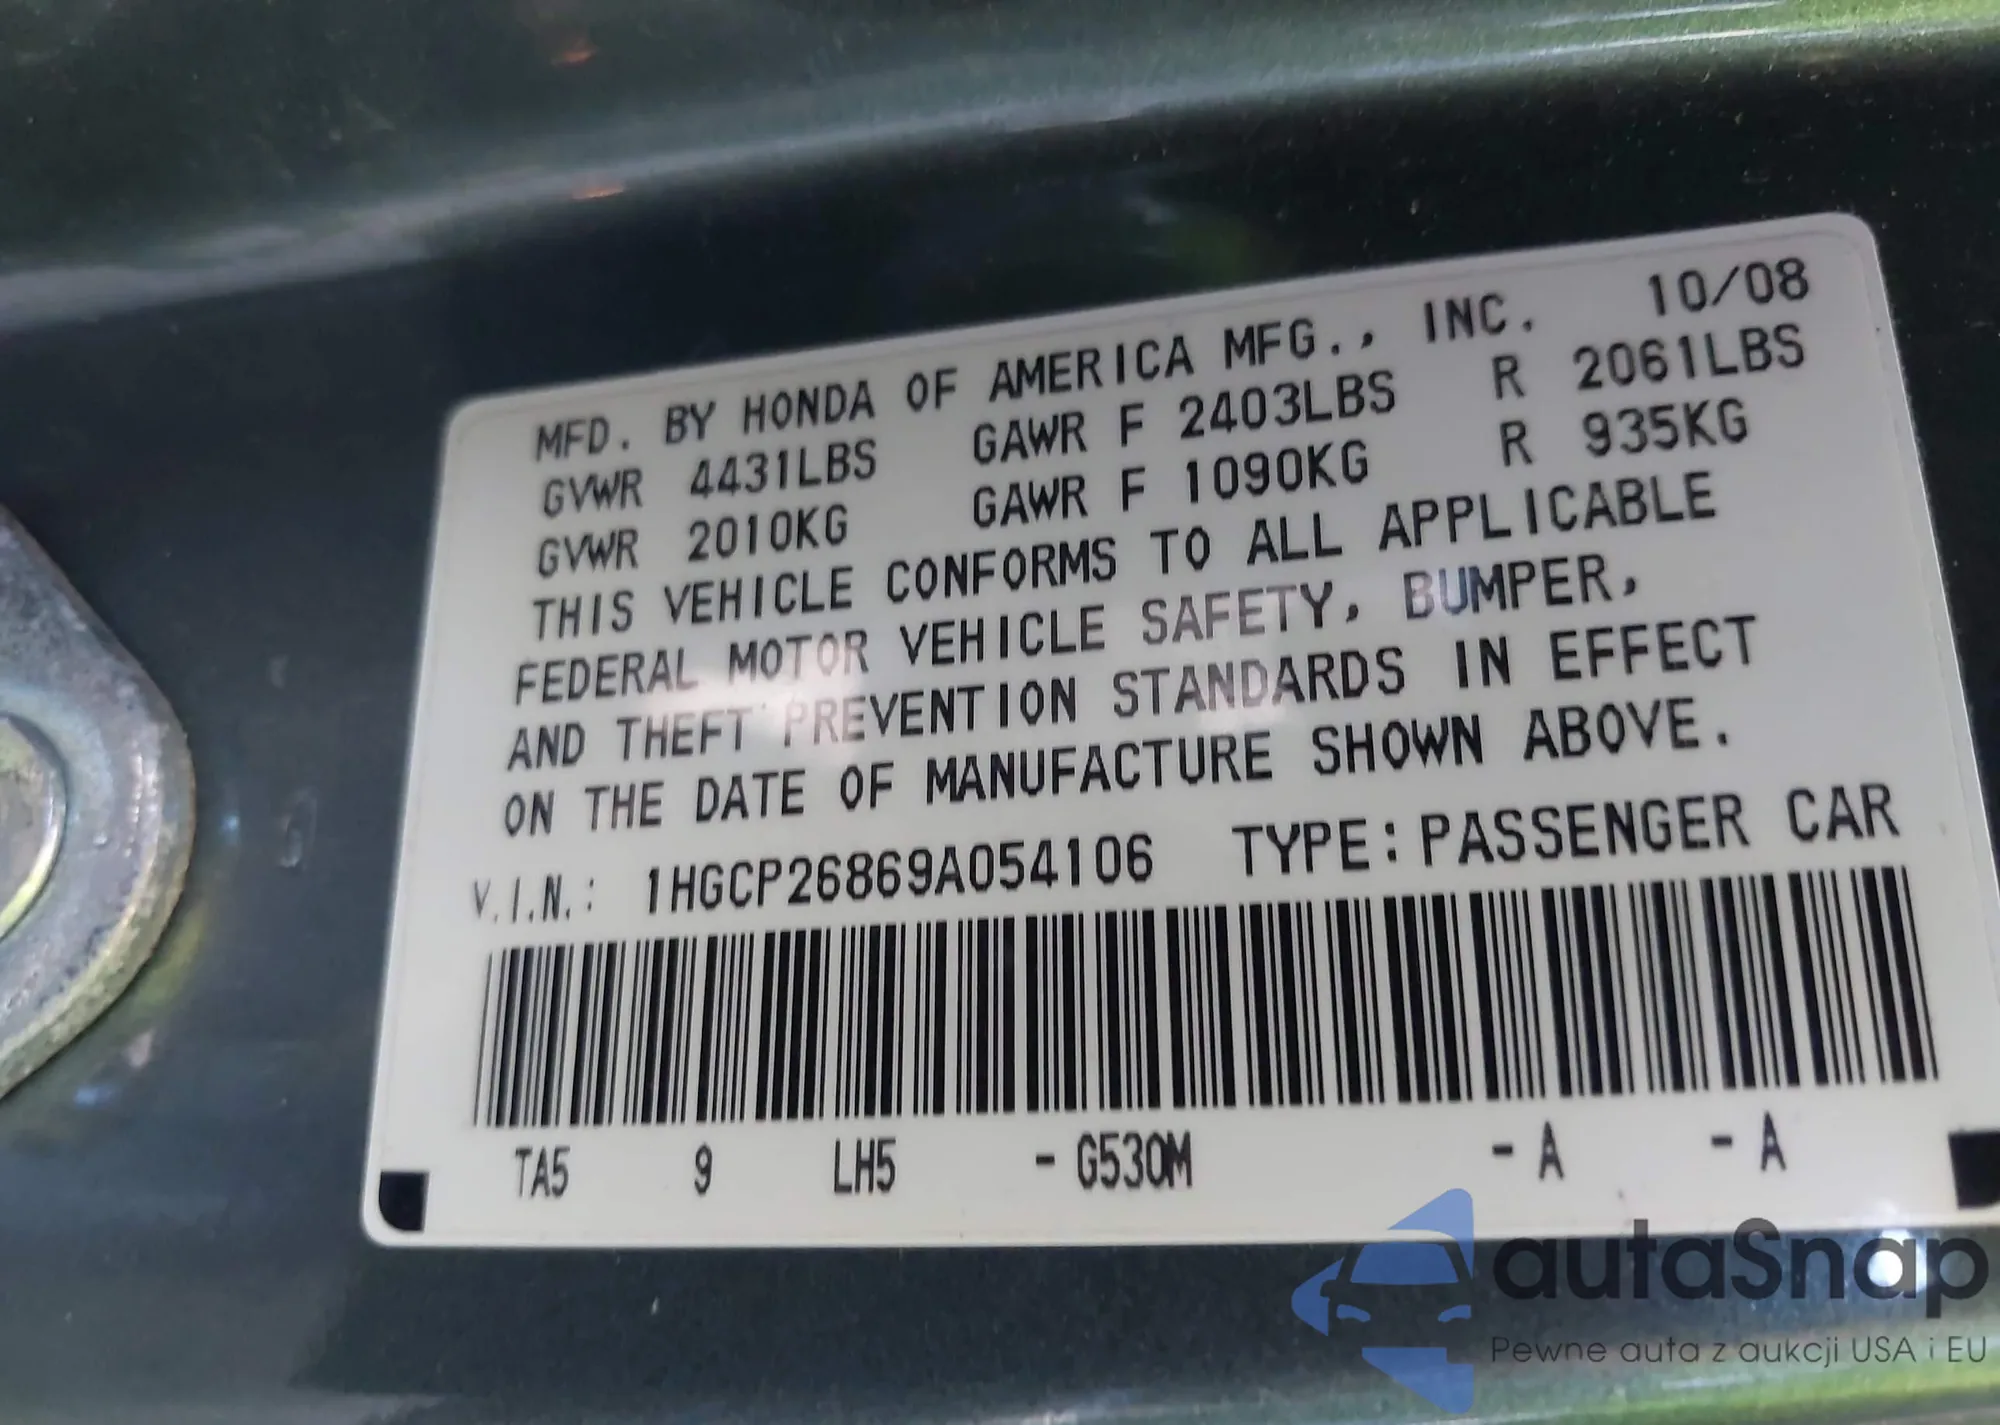 MFD. BY HONDA OF AMERICA MFG., INC. 10/08
GVWR 4431LBS GAWR F 2403LBS R 2061LBS
GVWR 2010KG GAWR F 1090KG R 935KG
THIS VEHICLE CONFORMS TO ALL APPLICABLE
FEDERAL MOTOR VEHICLE SAFETY, BUMPER,
AND THEFT PREVENTION STANDARDS IN EFFECT
ON THE DATE OF MANUFACTURE SHOWN ABOVE.
V.I.N.: 1HGCP26869A054106 TYPE:PASSENGER CAR
TA5 9 LH5 -G530M -A -A
autaSnap
Pewne auta z aukcji USA i EU